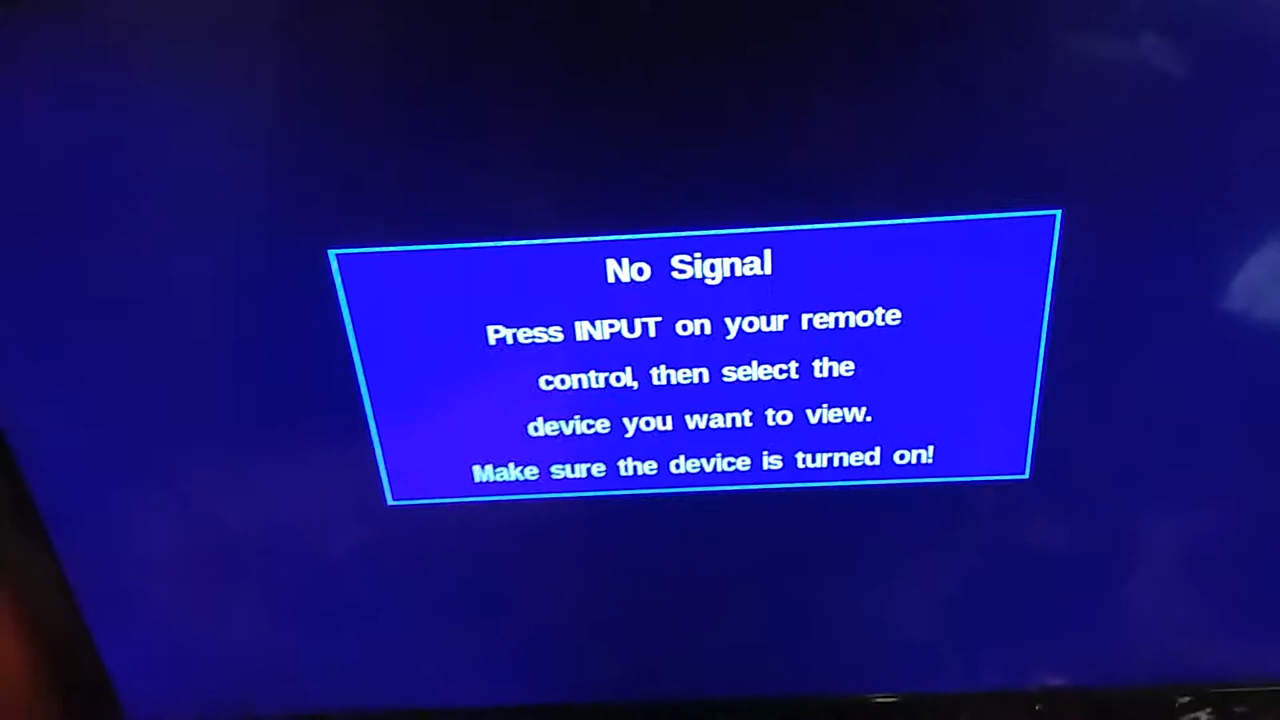 No Signal
Press INPUT on your remote
control, then select the
device you want to view.
Make sure the device is turned on!